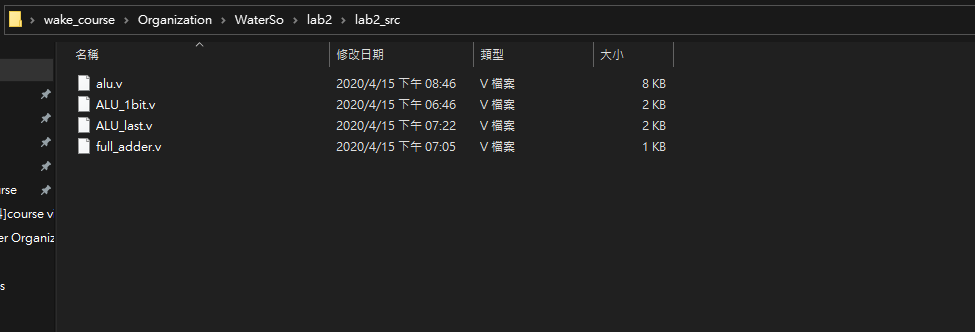 wake_course > Organization > WaterSo > lab2 > lab2_src
名稱 修改日期 類型 大小
alu.v 2020/4/15 下午 08:46 V 檔案 8 KB
ALU_1bit.v 2020/4/15 下午 06:46 V 檔案 2 KB
ALU_last.v 2020/4/15 下午 07:22 V 檔案 2 KB
full_adder.v 2020/4/15 下午 07:05 V 檔案 1 KB
urse
]course v
er Organiz
s